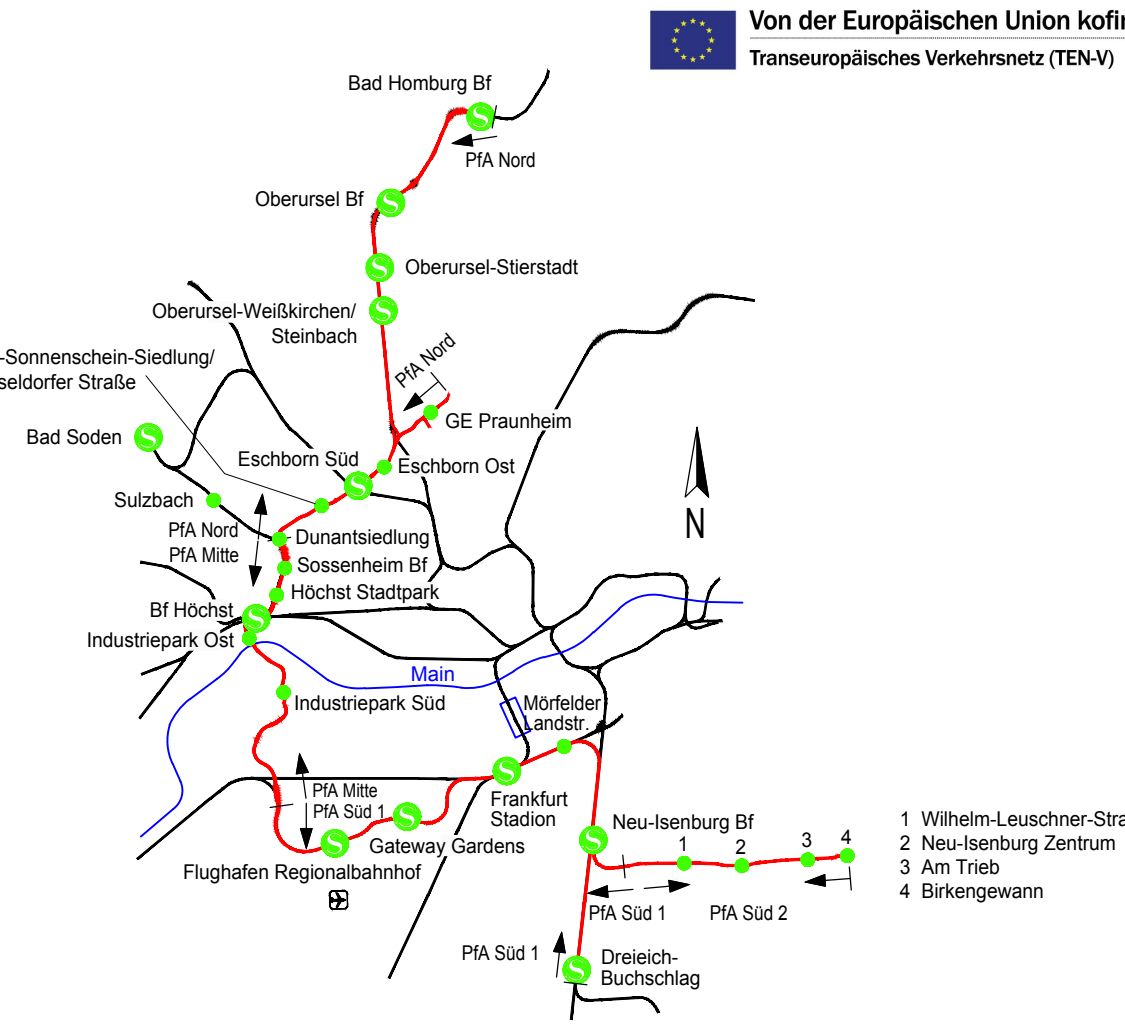 Von der Europäischen Union
Transeuropäisches Verkehrsnetz (TEN-V)
Bad Homburg Bf
PfA Nord
Oberursel Bf
Oberursel-Stierstadt
Oberursel-Weißkirchen/
Steinbach
-Sonnenschein-Siedlung/
Straße
PfA Nord
GE Praunheim
Bad Soden
Eschborn Süd
Eschborn Ost
Sulzbach
PfA Nord
PfA Mitte
Dunantsiedlung
Sossenheim Bf
Höchst Stadtpark
Bf Höchst
Industriepark Ost
N
Main
Industriepark Süd
Mörfelder
Landstr.
PfA Mitte
PfA Süd 1
Frankfurt
Stadion
Gateway Gardens
Flughafen Regionalbahnhof
Neu-Isenburg Bf
1
2
3
4
1 Wilhelm-Leuschner-
2 Neu-Isenburg Zentrum
3 Am Trieb
4 Birkengewann
PfA Süd 1
PfA Süd 2
PfA Süd 1
Dreieich-
Buchschlag